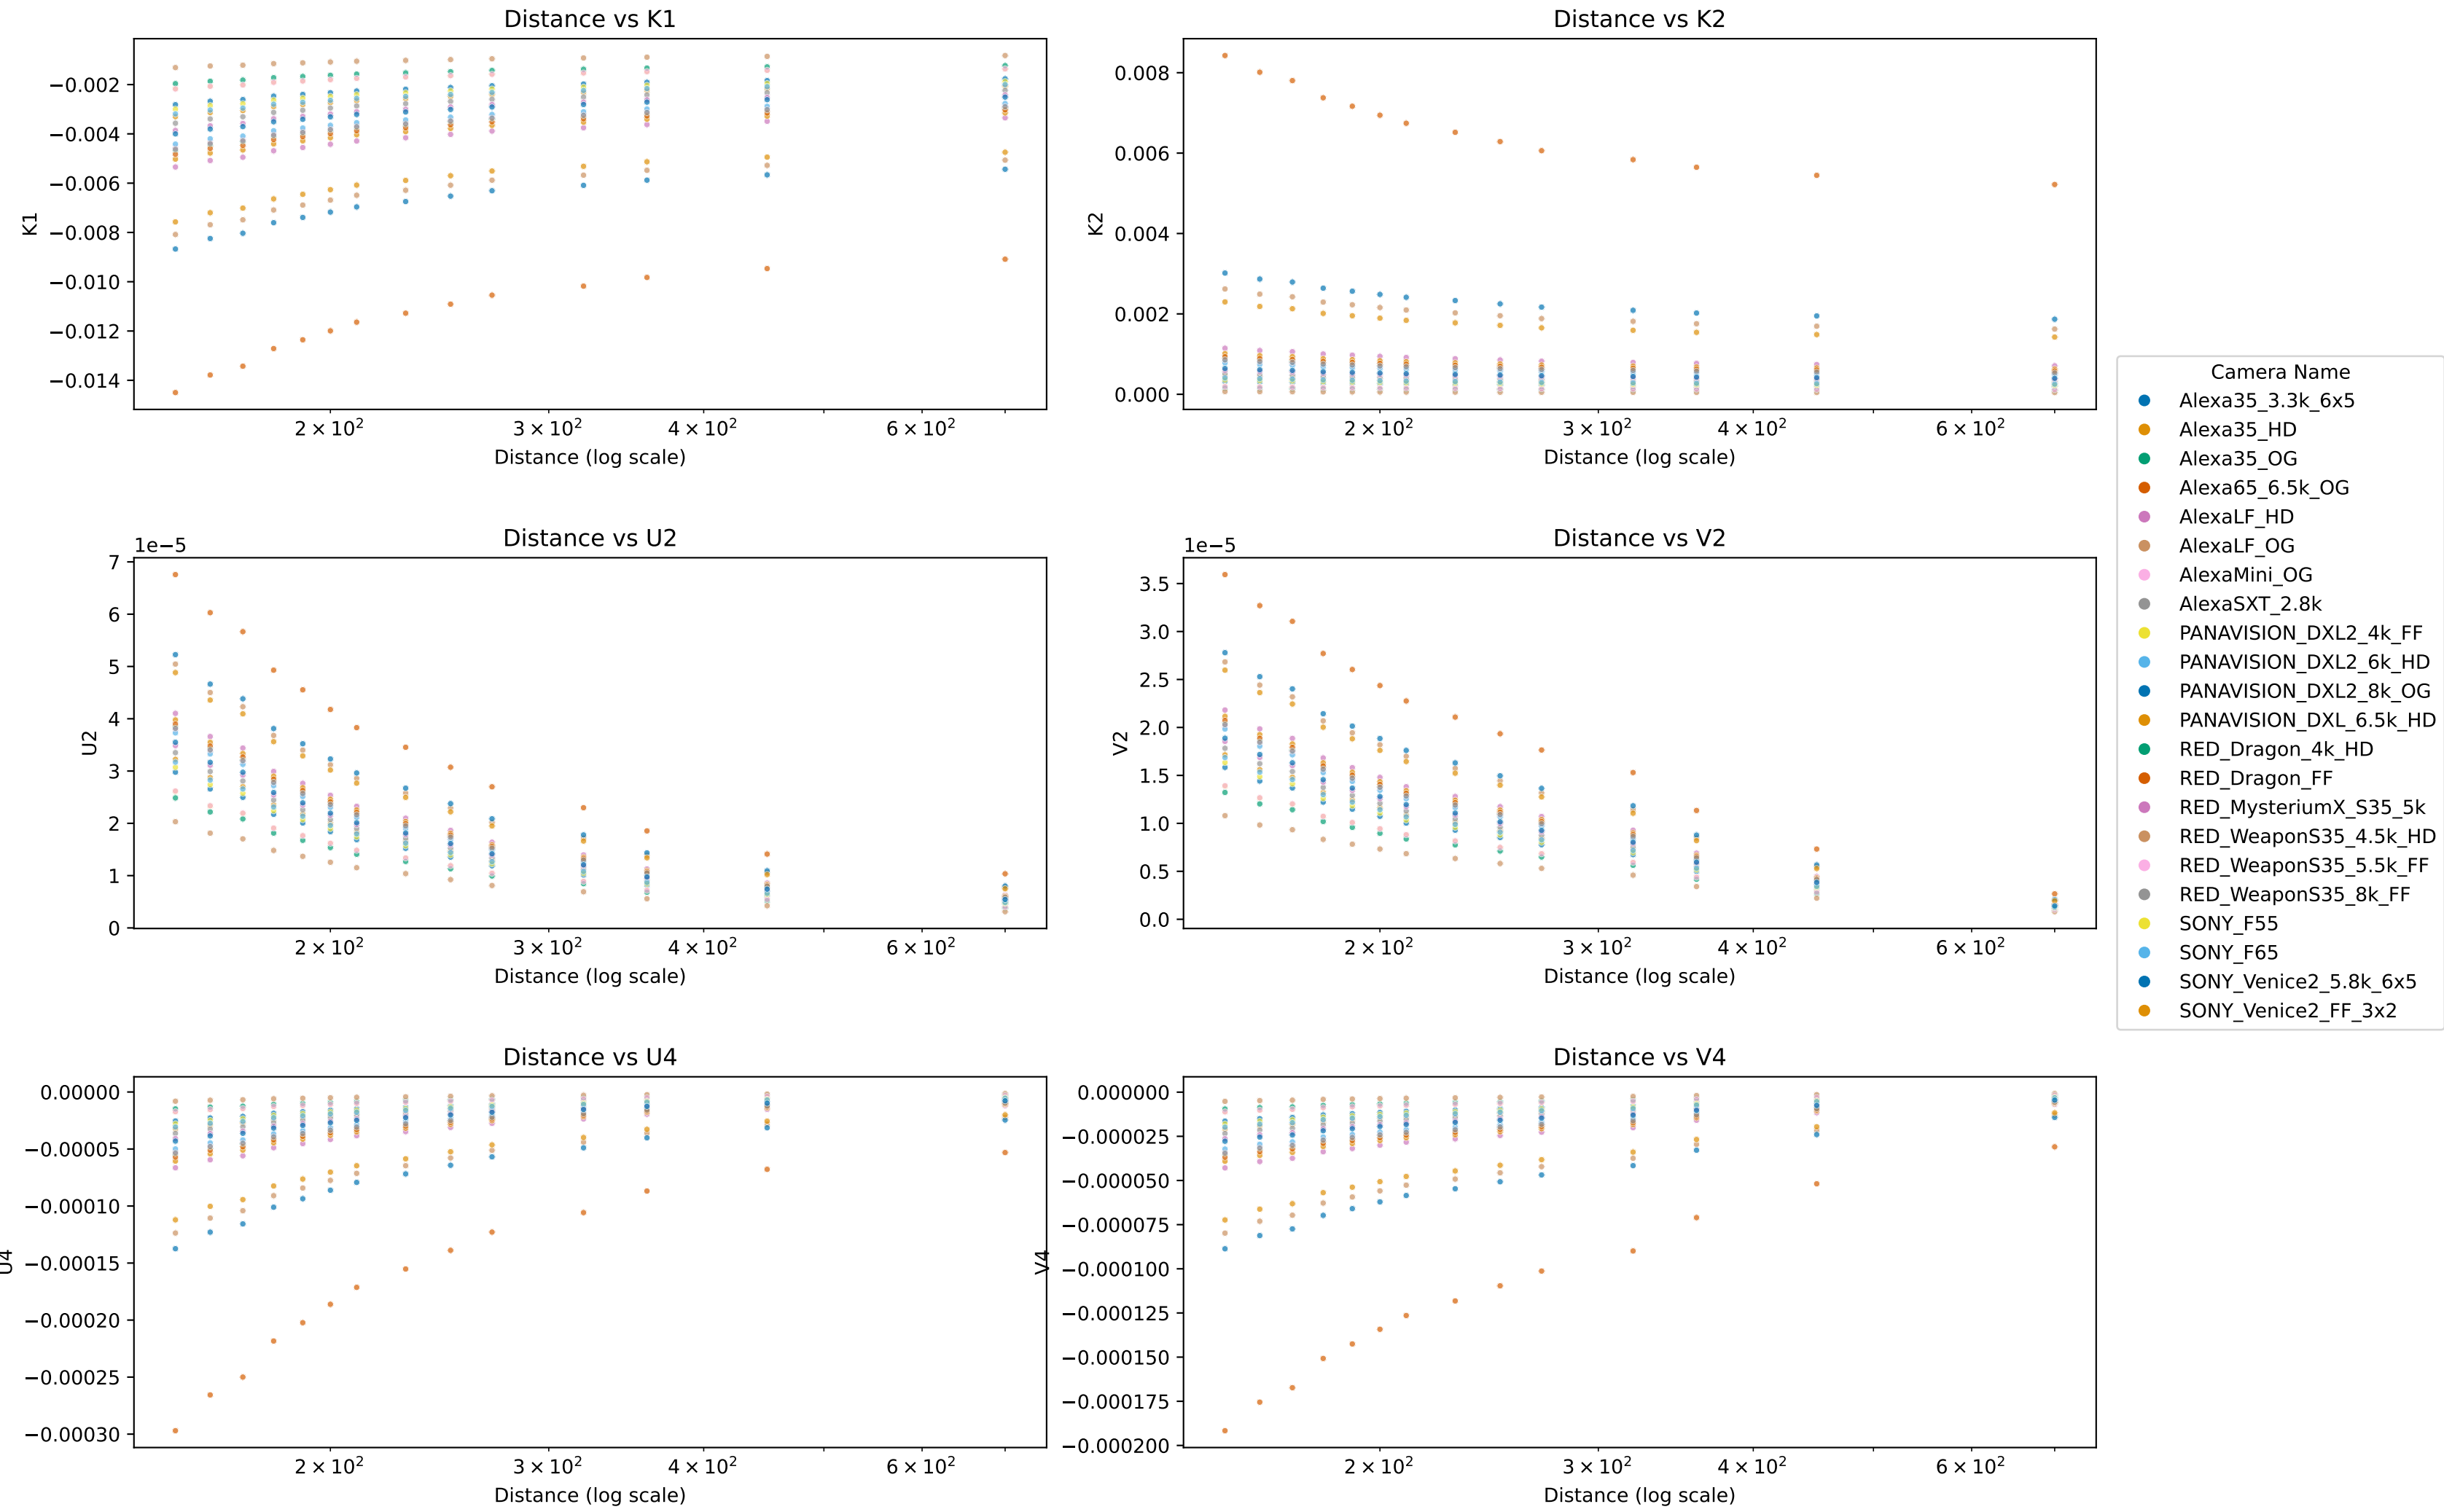 Distance vs K1
K1
−0.002
−0.004
−0.006
−0.008
−0.010
−0.012
−0.014
2 × 10²
3 × 10²
4 × 10²
6 × 10²
Distance (log scale)
Distance vs K2
K2
0.008
0.006
0.004
0.002
0.000
2 × 10²
3 × 10²
4 × 10²
6 × 10²
Distance (log scale)
Distance vs U2
1e−5
U2
7
6
5
4
3
2
1
0
2 × 10²
3 × 10²
4 × 10²
6 × 10²
Distance (log scale)
Distance vs V2
1e−5
V2
3.5
3.0
2.5
2.0
1.5
1.0
0.5
0.0
2 × 10²
3 × 10²
4 × 10²
6 × 10²
Distance (log scale)
Distance vs U4
U4
0.00000
−0.00005
−0.00010
−0.00015
−0.00020
−0.00025
−0.00030
2 × 10²
3 × 10²
4 × 10²
6 × 10²
Distance (log scale)
Distance vs V4
V4
0.000000
−0.000025
−0.000050
−0.000075
−0.000100
−0.000125
−0.000150
−0.000175
−0.000200
2 × 10²
3 × 10²
4 × 10²
6 × 10²
Distance (log scale)
Camera Name
Alexa35_3.3k_6x5
Alexa35_HD
Alexa35_OG
Alexa65_6.5k_OG
AlexaLF_HD
AlexaLF_OG
AlexaMini_OG
AlexaSXT_2.8k
PANAVISION_DXL2_4k_FF
PANAVISION_DXL2_6k_HD
PANAVISION_DXL2_8k_OG
PANAVISION_DXL_6.5k_HD
RED_Dragon_4k_HD
RED_Dragon_FF
RED_MysteriumX_S35_5k
RED_WeaponS35_4.5k_HD
RED_WeaponS35_5.5k_FF
RED_WeaponS35_8k_FF
SONY_F55
SONY_F65
SONY_Venice2_5.8k_6x5
SONY_Venice2_FF_3x2